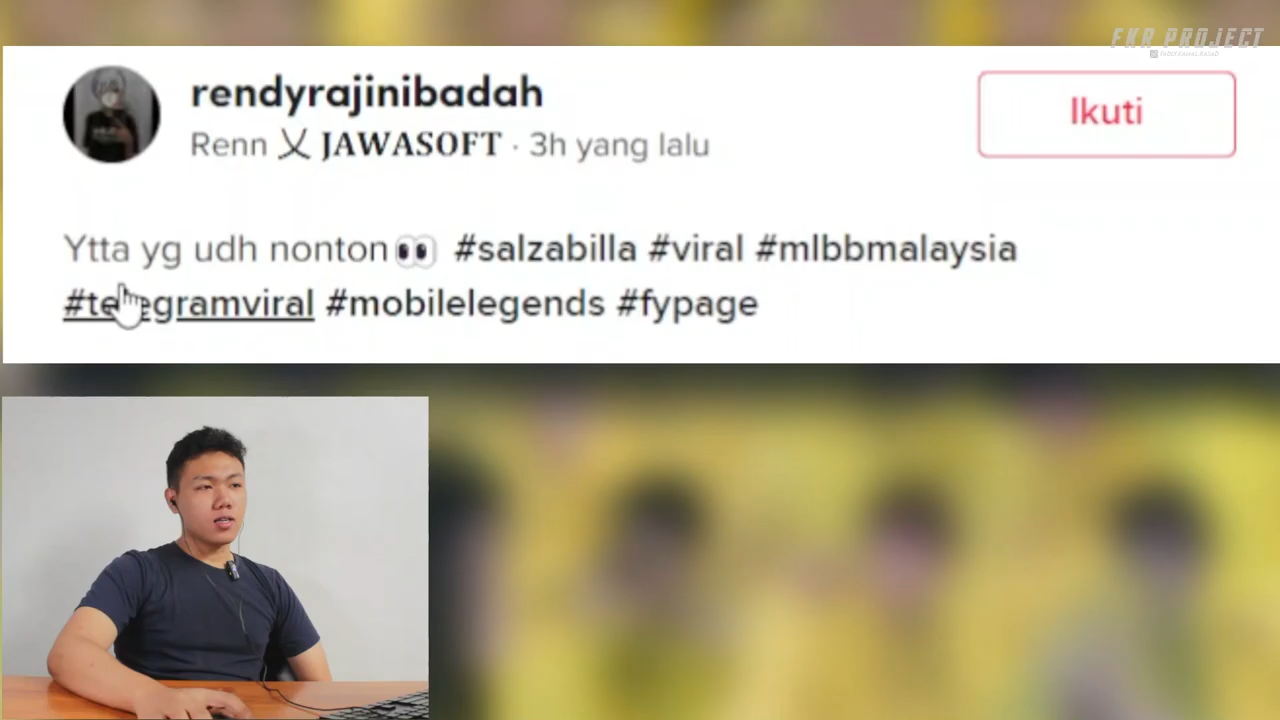 FKR PROJECT
rendyrajinibadah
Ikuti
Renn 乂 JAWASOFT · 3h yang lalu
Ytta yg udh nonton👀 #salzabilla #viral #mlbbmalaysia
#telegramviral #mobilelegends #fypage